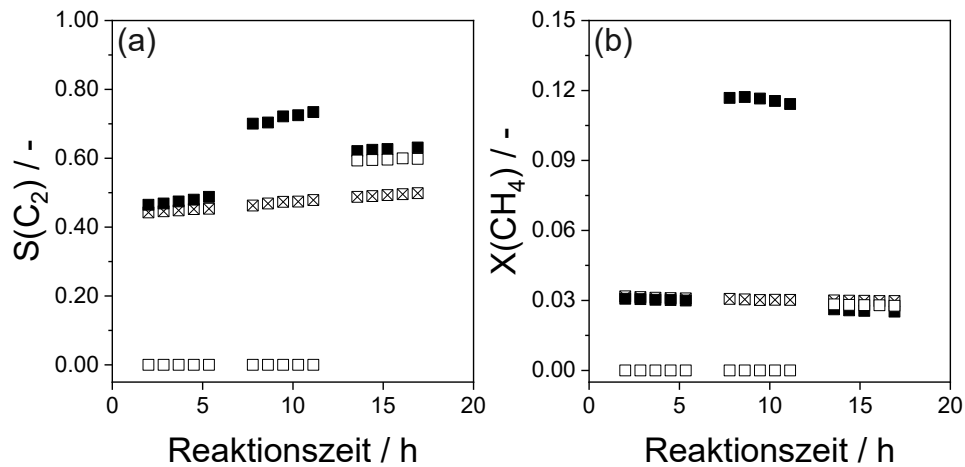 (a)
1.00
0.80
0.60
0.40
0.20
0.00
S(C₂) / -
0 5 10 15 20
Reaktionszeit / h
(b)
0.15
0.12
0.09
0.06
0.03
0.00
X(CH₄) / -
0 5 10 15 20
Reaktionszeit / h